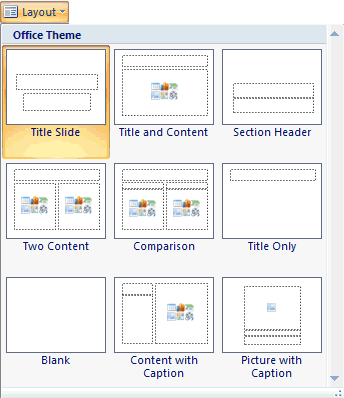 Layout
Office Theme
Title Slide
Title and Content
Section Header
Two Content
Comparison
Title Only
Blank
Content with
Caption
Picture with
Caption